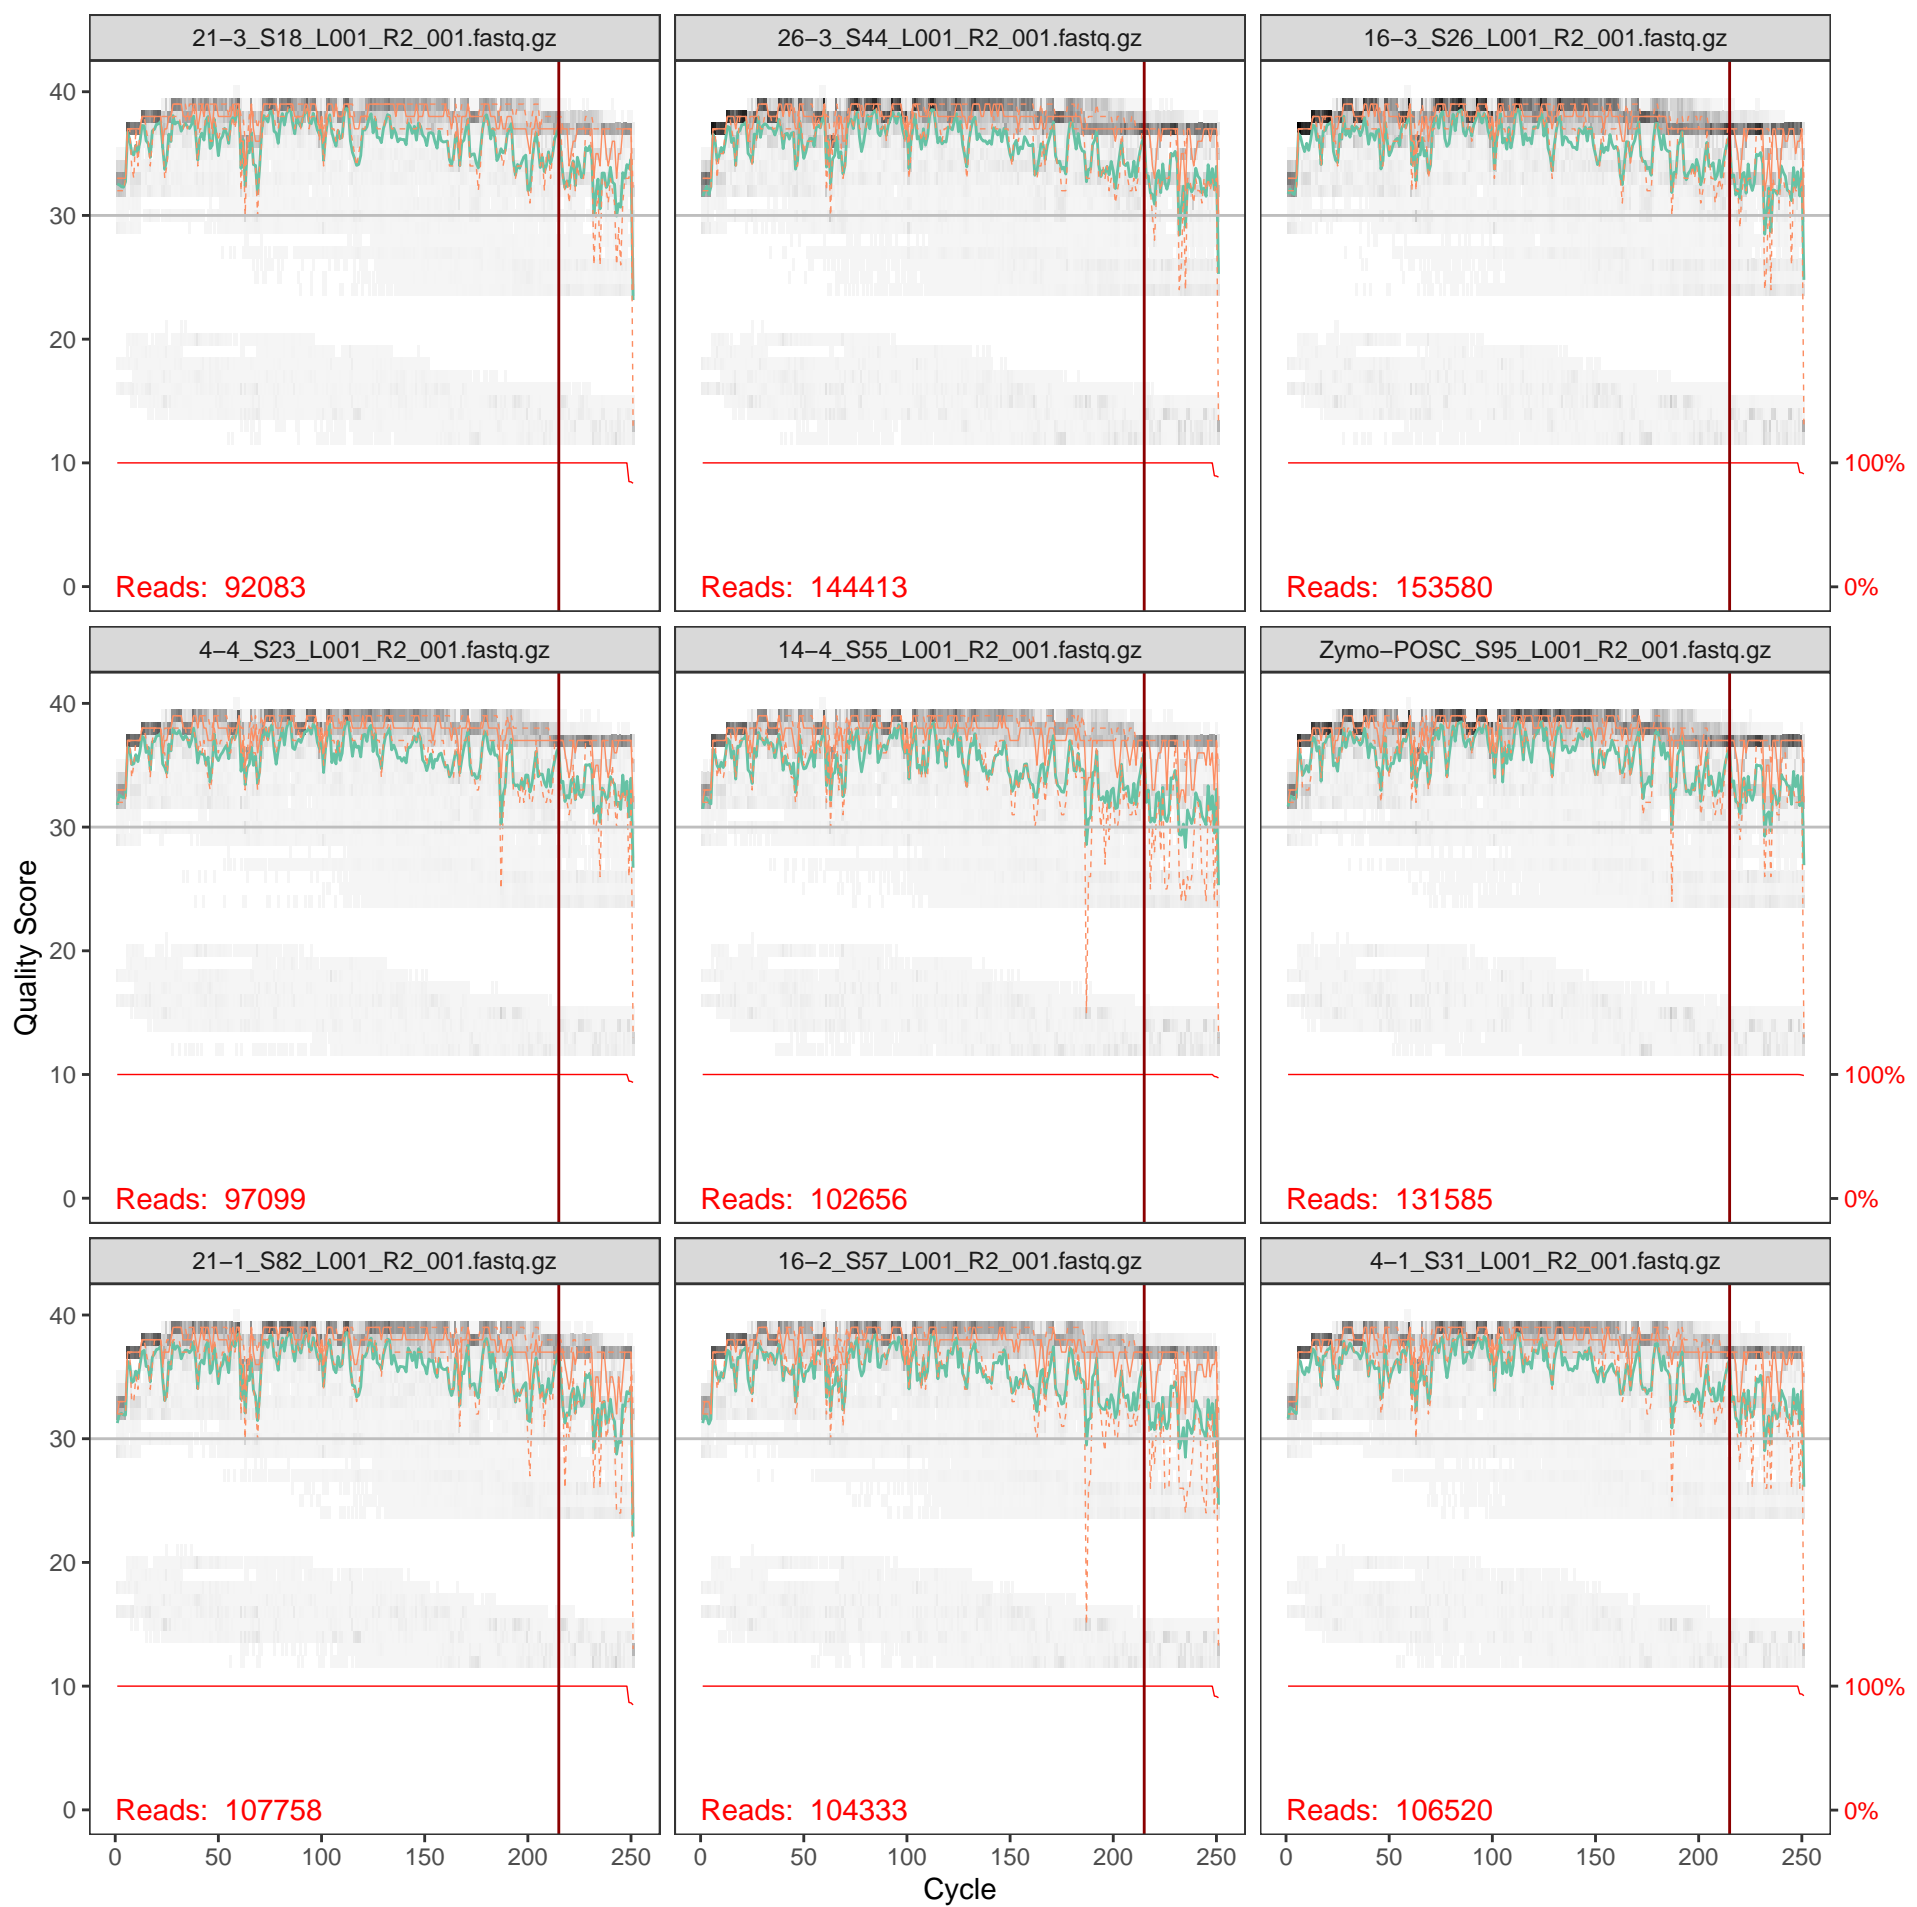 21−3_S18_L001_R2_001.fastq.gz
26−3_S44_L001_R2_001.fastq.gz
16−3_S26_L001_R2_001.fastq.gz
40
30
20
10
0
Reads: 92083
Reads: 144413
Reads: 153580
100%
0%
4−4_S23_L001_R2_001.fastq.gz
14−4_S55_L001_R2_001.fastq.gz
Zymo−POSC_S95_L001_R2_001.fastq.gz
40
30
20
10
0
Quality Score
Reads: 97099
Reads: 102656
Reads: 131585
100%
0%
21−1_S82_L001_R2_001.fastq.gz
16−2_S57_L001_R2_001.fastq.gz
4−1_S31_L001_R2_001.fastq.gz
40
30
20
10
0
Reads: 107758
Reads: 104333
Reads: 106520
100%
0%
0 50 100 150 200 250
0 50 100 150 200 250
0 50 100 150 200 250
Cycle